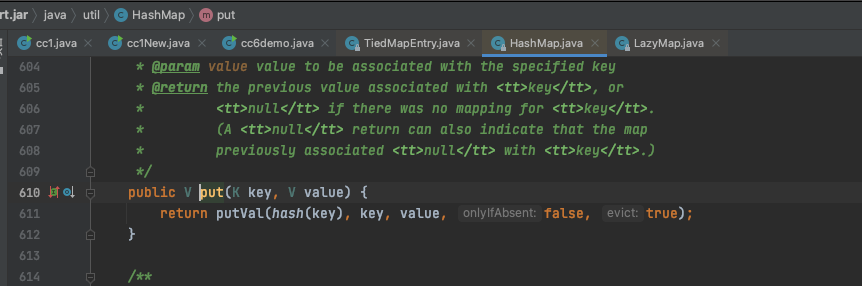 rt.jar › java › util › HashMap › put
cc1.java × cc1New.java × cc6demo.java × TiedMapEntry.java × HashMap.java × LazyMap.java ×
604 * @param value value to be associated with the specified key
605 * @return the previous value associated with <tt>key</tt>, or
606 * <tt>null</tt> if there was no mapping for <tt>key</tt>.
607 * (A <tt>null</tt> return can also indicate that the map
608 * previously associated <tt>null</tt> with <tt>key</tt>.)
609 */
610 public V put(K key, V value) {
611 return putVal(hash(key), key, value, onlyIfAbsent: false, evict: true);
612 }
613
614 /**